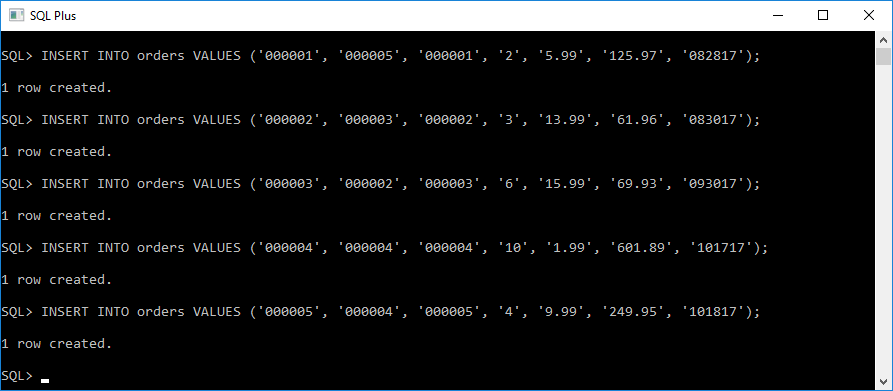 SQL Plus
SQL> INSERT INTO orders VALUES ('000001', '000005', '000001', '2', '5.99', '125.97', '082817');
1 row created.
SQL> INSERT INTO orders VALUES ('000002', '000003', '000002', '3', '13.99', '61.96', '083017');
1 row created.
SQL> INSERT INTO orders VALUES ('000003', '000002', '000003', '6', '15.99', '69.93', '093017');
1 row created.
SQL> INSERT INTO orders VALUES ('000004', '000004', '000004', '10', '1.99', '601.89', '101717');
1 row created.
SQL> INSERT INTO orders VALUES ('000005', '000004', '000005', '4', '9.99', '249.95', '101817');
1 row created.
SQL>